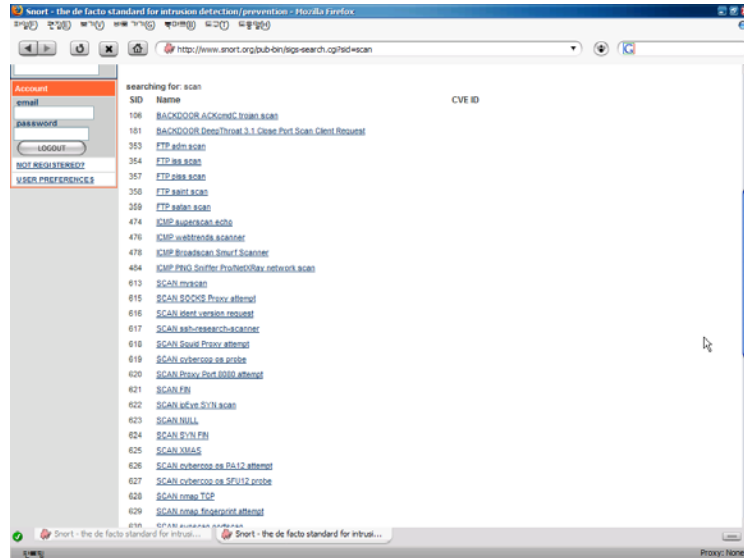 Snort - the de facto standard for intrusion detection/prevention - Mozilla Firefox
http://www.snort.org/pub-bin/sigs-search.cgi?sid=scan
Account
email
password
LOGOUT
NOT REGISTERED?
USER PREFERENCES
searching for: scan
SID Name CVE ID
106 BACKDOOR ACKcmdC trojan scan
181 BACKDOOR DeepThroat 3.1 Close Port Scan Client Request
353 FTP adm scan
354 FTP iss scan
357 FTP piss scan
358 FTP saint scan
359 FTP satan scan
474 ICMP superscan echo
476 ICMP webtrends scanner
478 ICMP Broadscan Smurf Scanner
484 ICMP PING Sniffer Pro/NetXRay network scan
613 SCAN myscan
615 SCAN SOCKS Proxy attempt
616 SCAN ident version request
617 SCAN ssh-research-scanner
618 SCAN Squid Proxy attempt
619 SCAN cybercop os probe
620 SCAN Proxy Port 8080 attempt
621 SCAN FIN
622 SCAN ipEye SYN scan
623 SCAN NULL
624 SCAN SYN FIN
625 SCAN XMAS
626 SCAN cybercop os PA12 attempt
627 SCAN cybercop os SFU12 probe
628 SCAN nmap TCP
629 SCAN nmap fingerprint attempt
630 SCAN synscan portscan
Snort - the de facto standard for intrusi...
Snort - the de facto standard for intrusi...
Proxy: None